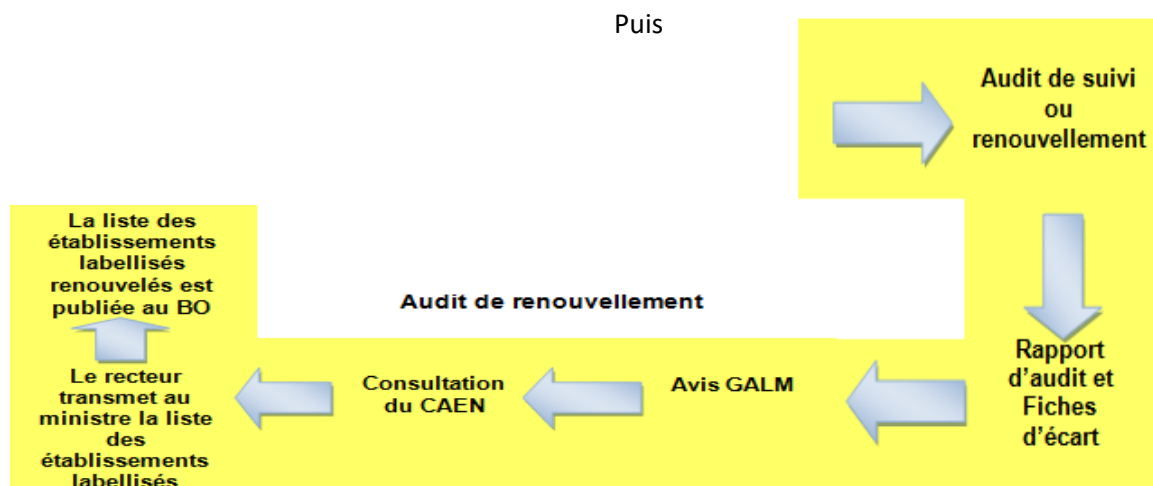 Puis
Audit de suivi
ou
renouvellement
Rapport
d'audit et
Fiches
d'écart
Audit de renouvellement
Avis GALM
Consultation
du CAEN
Le recteur
transmet au
ministre la liste
des
établissements
labellisés
La liste des
établissements
labellisés
renouvelés est
publiée au BO